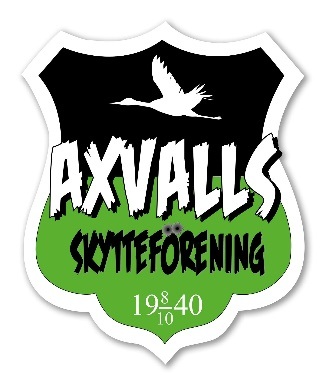 AXVALLS
SKYTTEFÖRENING
19 8/10 40